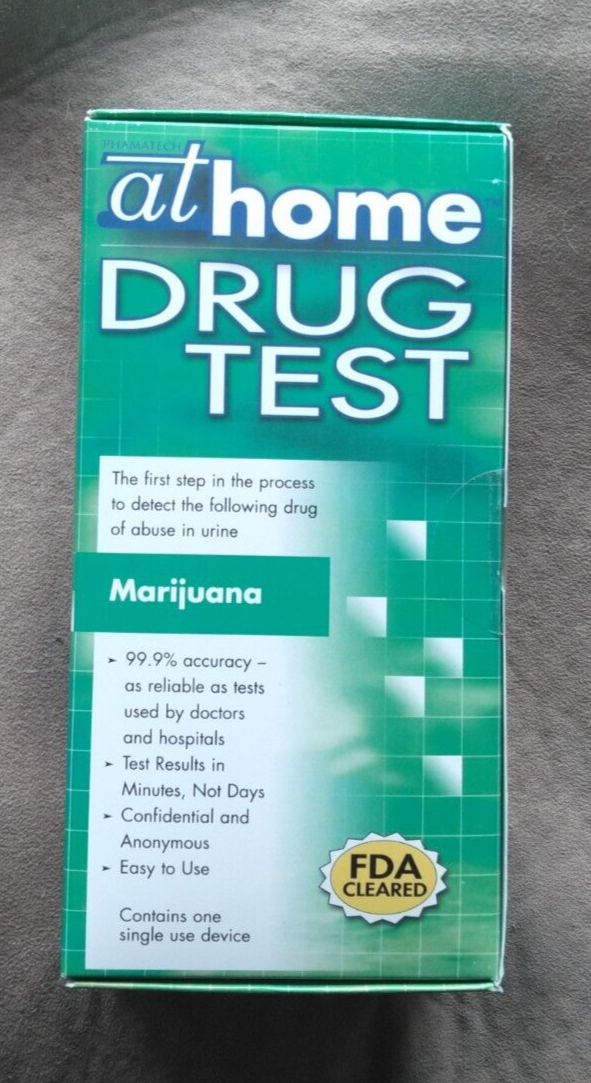 PHAMATECH
at home™
DRUG
TEST
The first step in the process
to detect the following drug
of abuse in urine
Marijuana
➤ 99.9% accuracy –
as reliable as tests
used by doctors
and hospitals
➤ Test Results in
Minutes, Not Days
➤ Confidential and
Anonymous
➤ Easy to Use
Contains one
single use device
FDA
CLEARED